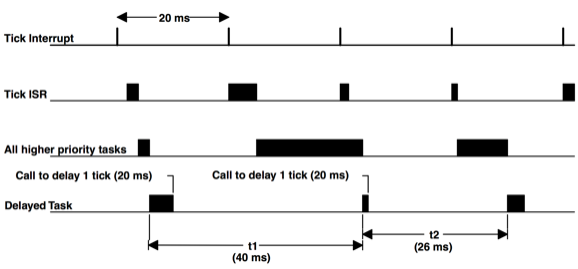 20 ms
Tick Interrupt
Tick ISR
All higher priority tasks
Call to delay 1 tick (20 ms) Call to delay 1 tick (20 ms)
Delayed Task
t1
(40 ms)
t2
(26 ms)